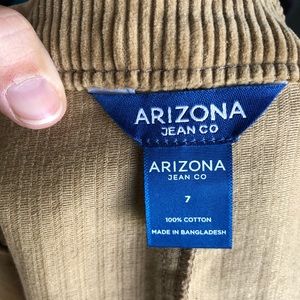 ARIZONA
JEAN CO
ARIZONA
JEAN CO
7
100% COTTON
MADE IN BANGLADESH